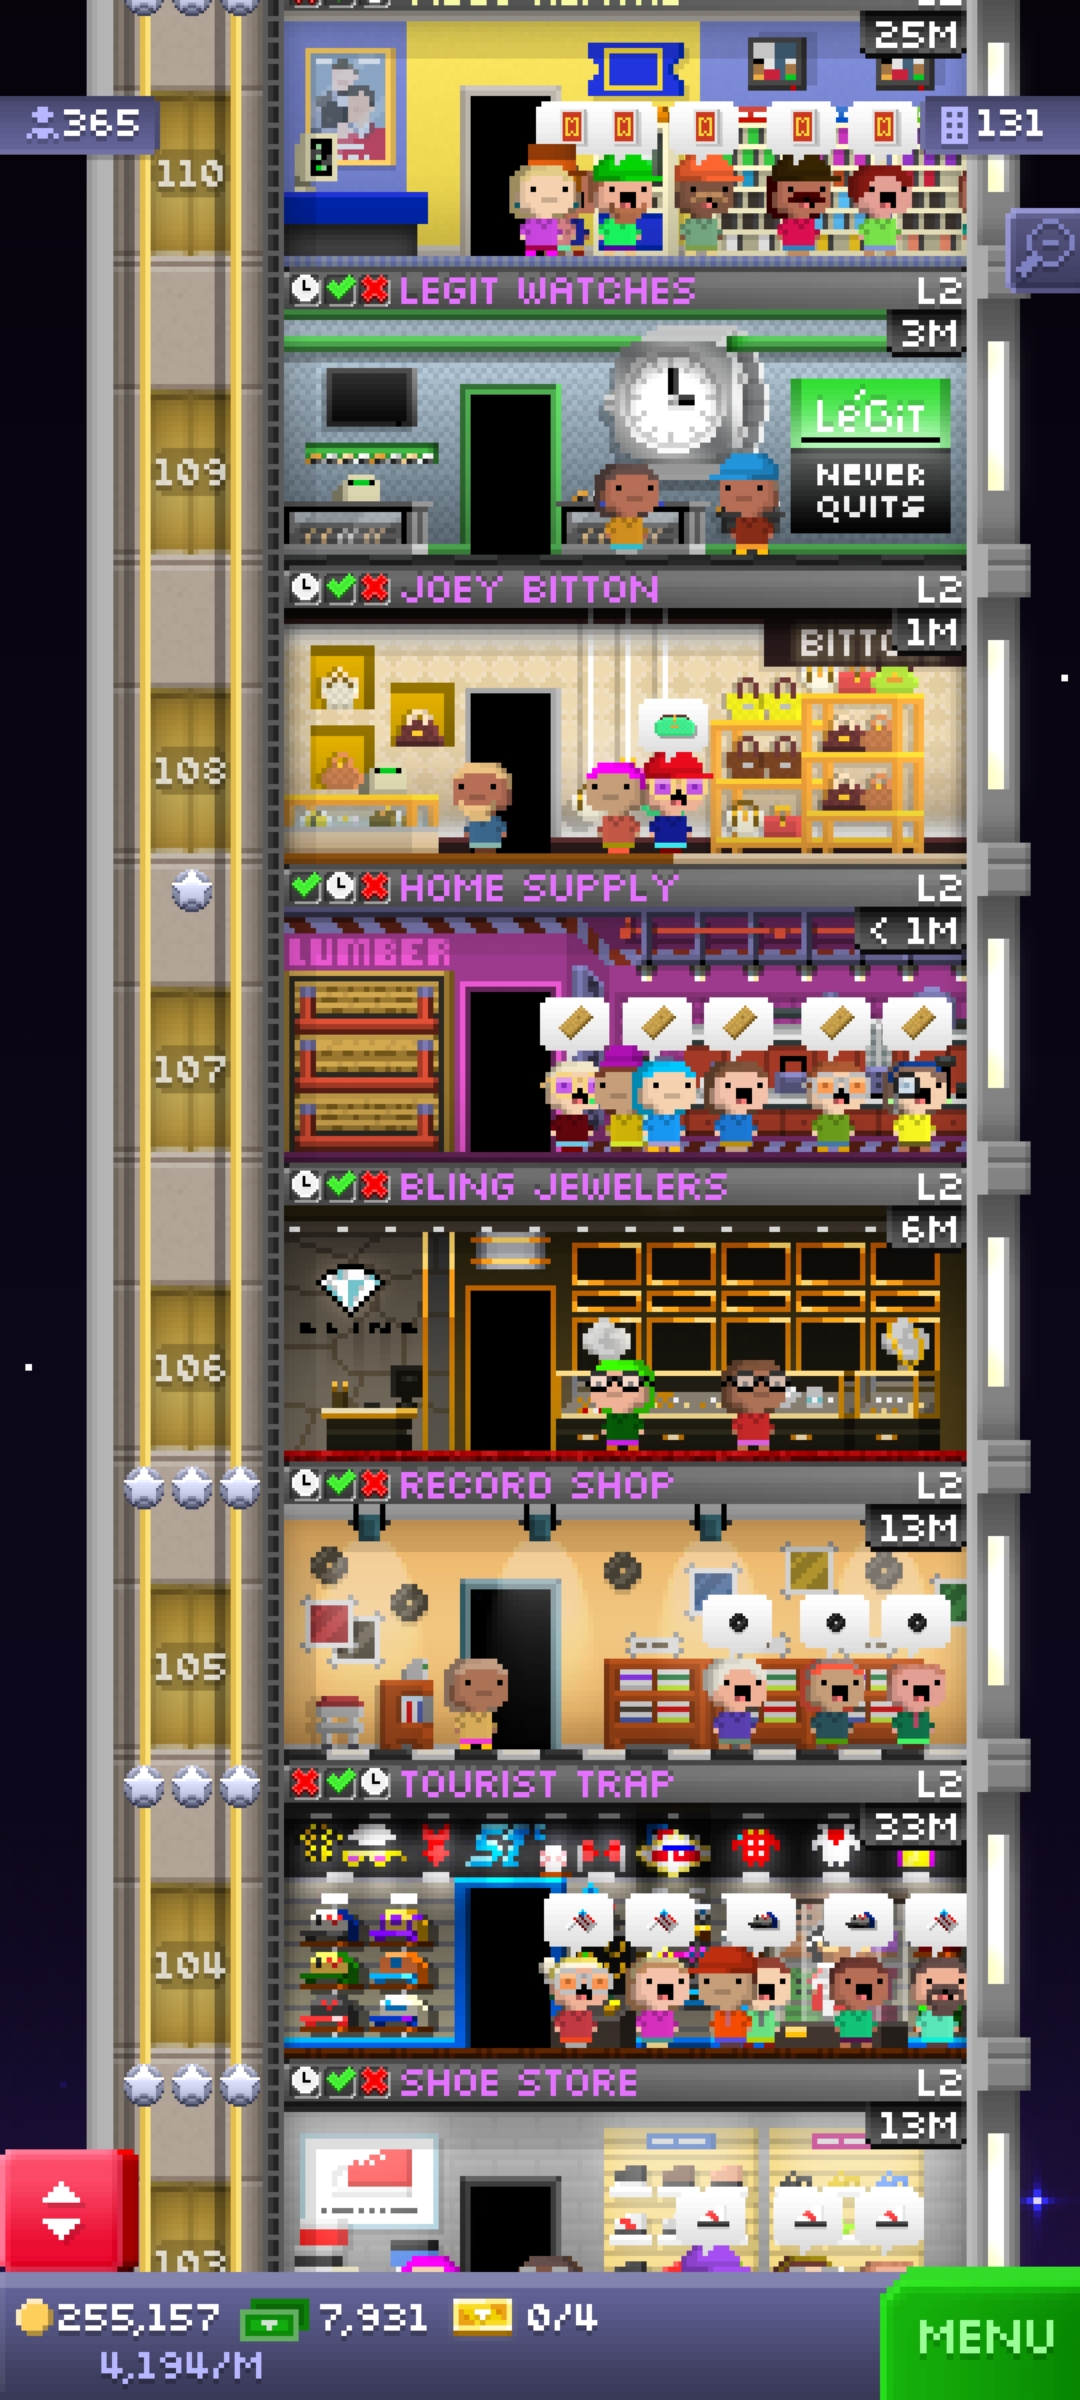 L2
25M
365
131
110
LEGIT WATCHES L2
3M
LéGiT
NEVER
QUITS
109
JOEY BITTON L2
1M
108
HOME SUPPLY L2
< 1M
LUMBER
107
BLING JEWELERS L2
6M
106
RECORD SHOP L2
13M
105
TOURIST TRAP L2
33M
104
SHOE STORE L2
13M
103
255,157 7,931 0/4
4,194/M
MENU